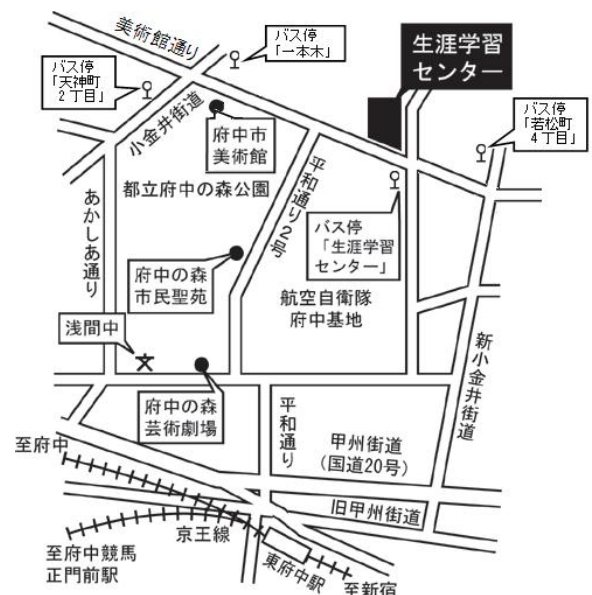 美術館通り
バス停
「一本木」
生涯学習
センター
バス停
「天神町
2丁目」
小金井街道
府中市
美術館
バス停
「若松町
4丁目」
都立府中の森公園
平和通り2号
あかしあ通り
バス停
「生涯学習
センター」
府中の森
市民聖苑
航空自衛隊
府中基地
浅間中
文
新小金井街道
府中の森
芸術劇場
平和通り
甲州街道
(国道20号)
至府中
旧甲州街道
京王線
至府中競馬
正門前駅
東府中駅
至新宿